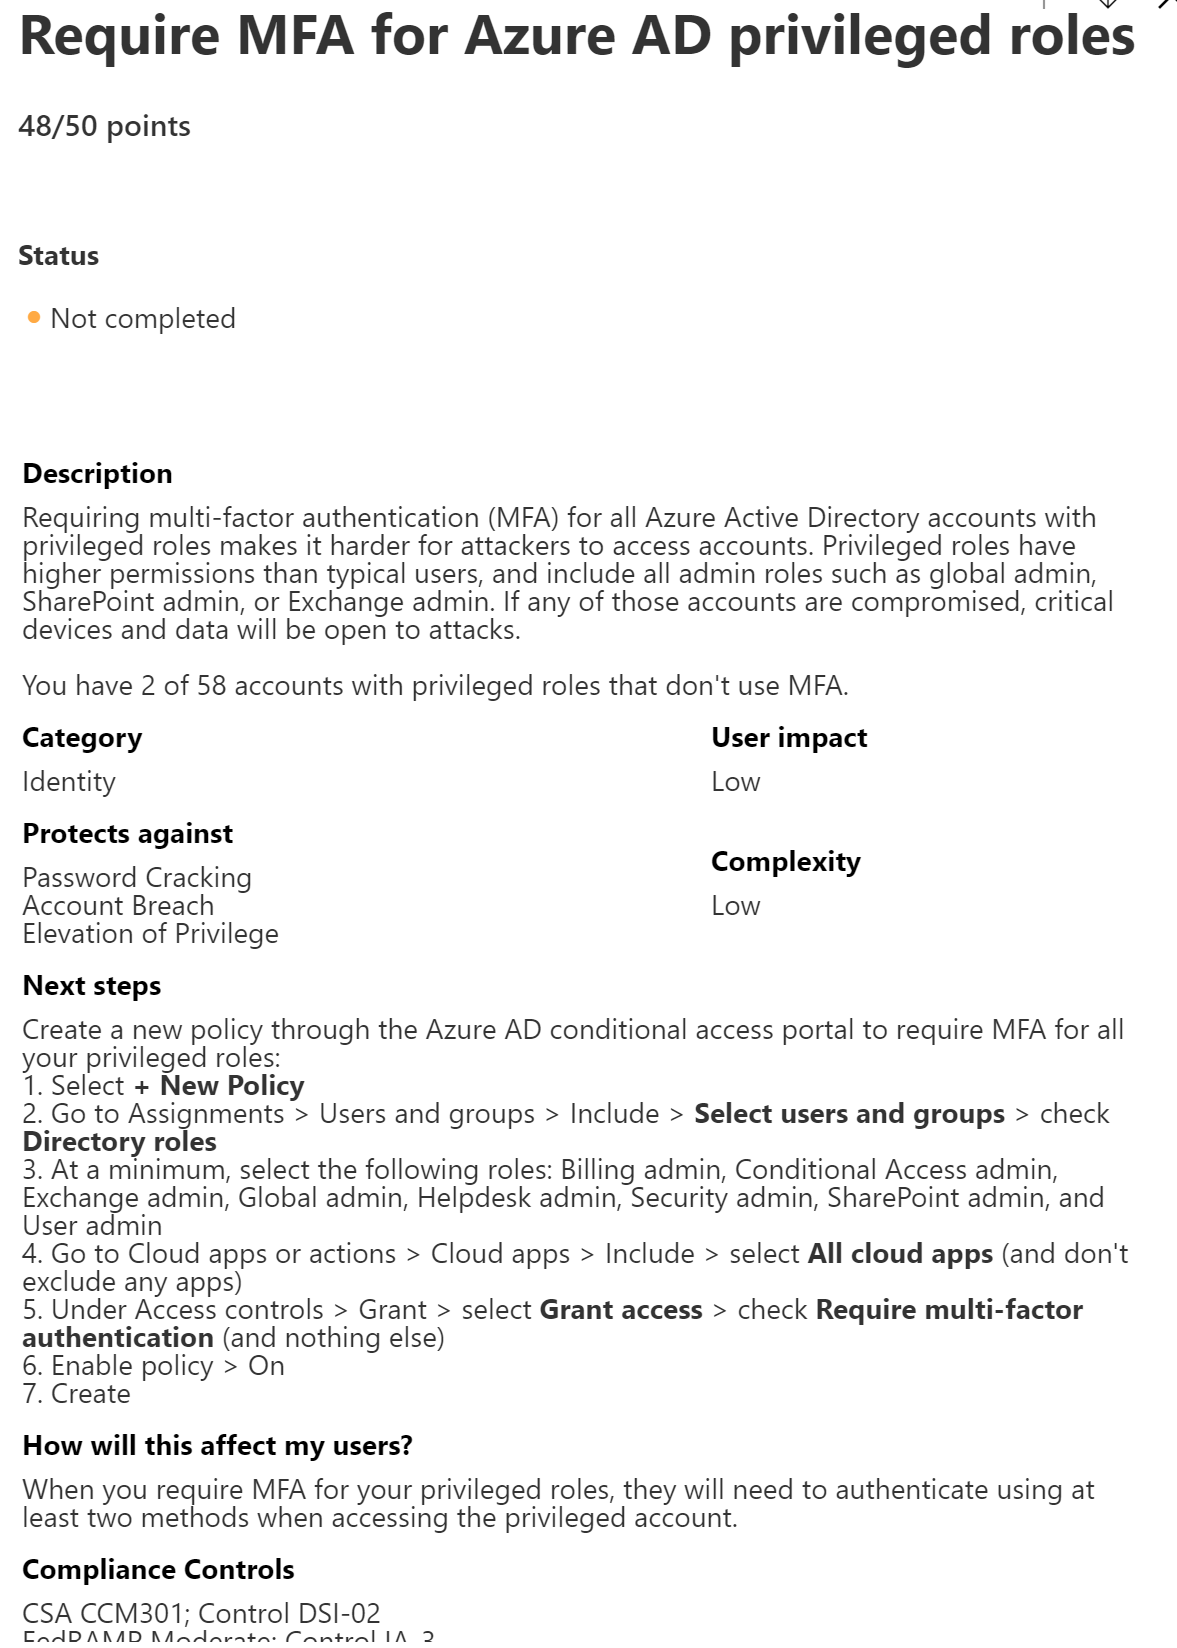 Require MFA for Azure AD privileged roles
48/50 points
Status
Not completed
Description
Requiring multi-factor authentication (MFA) for all Azure Active Directory accounts with
privileged roles makes it harder for attackers to access accounts. Privileged roles have
higher permissions than typical users, and include all admin roles such as global admin,
SharePoint admin, or Exchange admin. If any of those accounts are compromised, critical
devices and data will be open to attacks.
You have 2 of 58 accounts with privileged roles that don't use MFA.
Category
Identity
User impact
Low
Protects against
Password Cracking
Account Breach
Elevation of Privilege
Complexity
Low
Next steps
Create a new policy through the Azure AD conditional access portal to require MFA for all
your privileged roles:
1. Select + New Policy
2. Go to Assignments > Users and groups > Include > Select users and groups > check
Directory roles
3. At a minimum, select the following roles: Billing admin, Conditional Access admin,
Exchange admin, Global admin, Helpdesk admin, Security admin, SharePoint admin, and
User admin
4. Go to Cloud apps or actions > Cloud apps > Include > select All cloud apps (and don't
exclude any apps)
5. Under Access controls > Grant > select Grant access > check Require multi-factor
authentication (and nothing else)
6. Enable policy > On
7. Create
How will this affect my users?
When you require MFA for your privileged roles, they will need to authenticate using at
least two methods when accessing the privileged account.
Compliance Controls
CSA CCM301; Control DSI-02
FedRAMP Moderate; Control IA-3